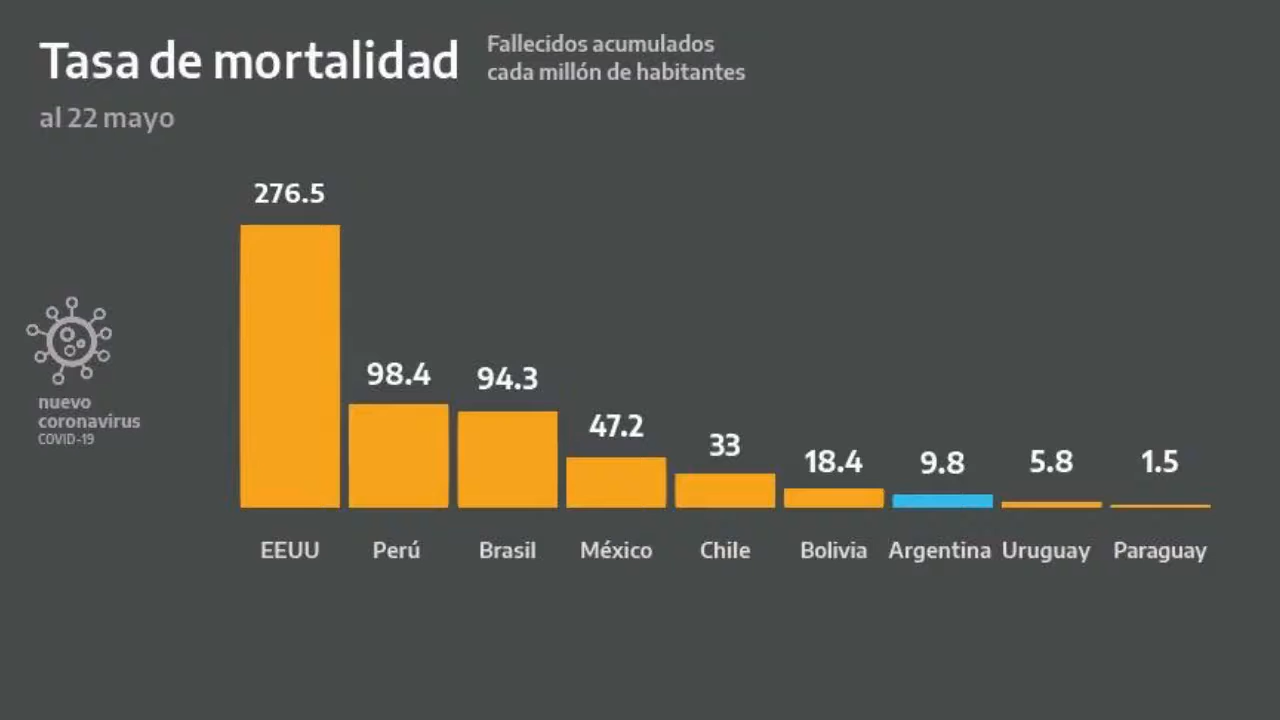 Tasa de mortalidad
Fallecidos acumulados
cada millón de habitantes
al 22 mayo
276.5
98.4
94.3
47.2
33
18.4
9.8
5.8
1.5
nuevo
coronavirus
COVID-19
EEUU
Perú
Brasil
México
Chile
Bolivia
Argentina
Uruguay
Paraguay